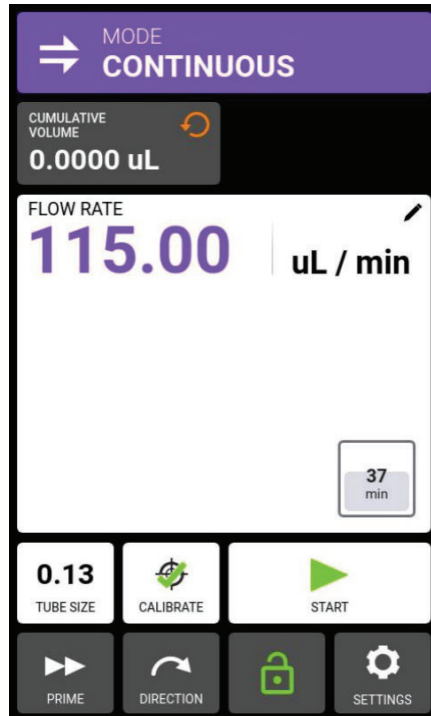 MODE
CONTINUOUS
CUMULATIVE
VOLUME
0.0000 uL
FLOW RATE
115.00 uL / min
37
min
0.13
TUBE SIZE
CALIBRATE
START
PRIME
DIRECTION
SETTINGS